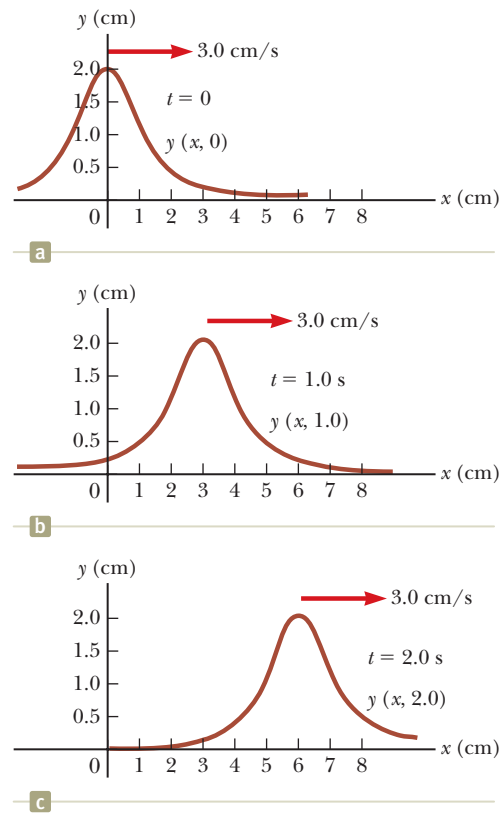 y (cm)
3.0 cm/s
2.0
1.5
t = 0
1.0
y (x, 0)
0.5
x (cm)
0 1 2 3 4 5 6 7 8
a
y (cm)
3.0 cm/s
2.0
1.5
t = 1.0 s
1.0
y (x, 1.0)
0.5
x (cm)
0 1 2 3 4 5 6 7 8
b
y (cm)
3.0 cm/s
2.0
1.5
t = 2.0 s
1.0
y (x, 2.0)
0.5
x (cm)
0 1 2 3 4 5 6 7 8
c